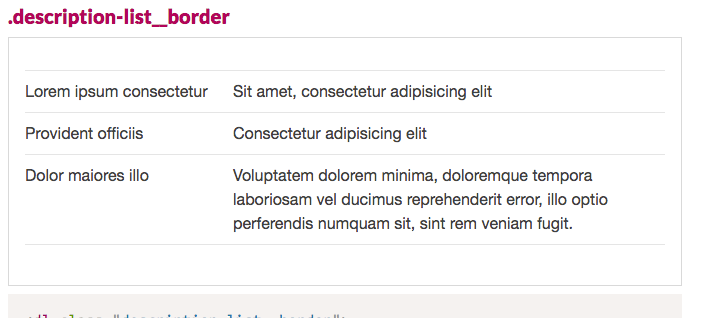 .description-list__border
Lorem ipsum consectetur Sit amet, consectetur adipisicing elit
Provident officiis Consectetur adipisicing elit
Dolor maiores illo Voluptatem dolorem minima, doloremque tempora
laboriosam vel ducimus reprehenderit error, illo optio
perferendis numquam sit, sint rem veniam fugit.